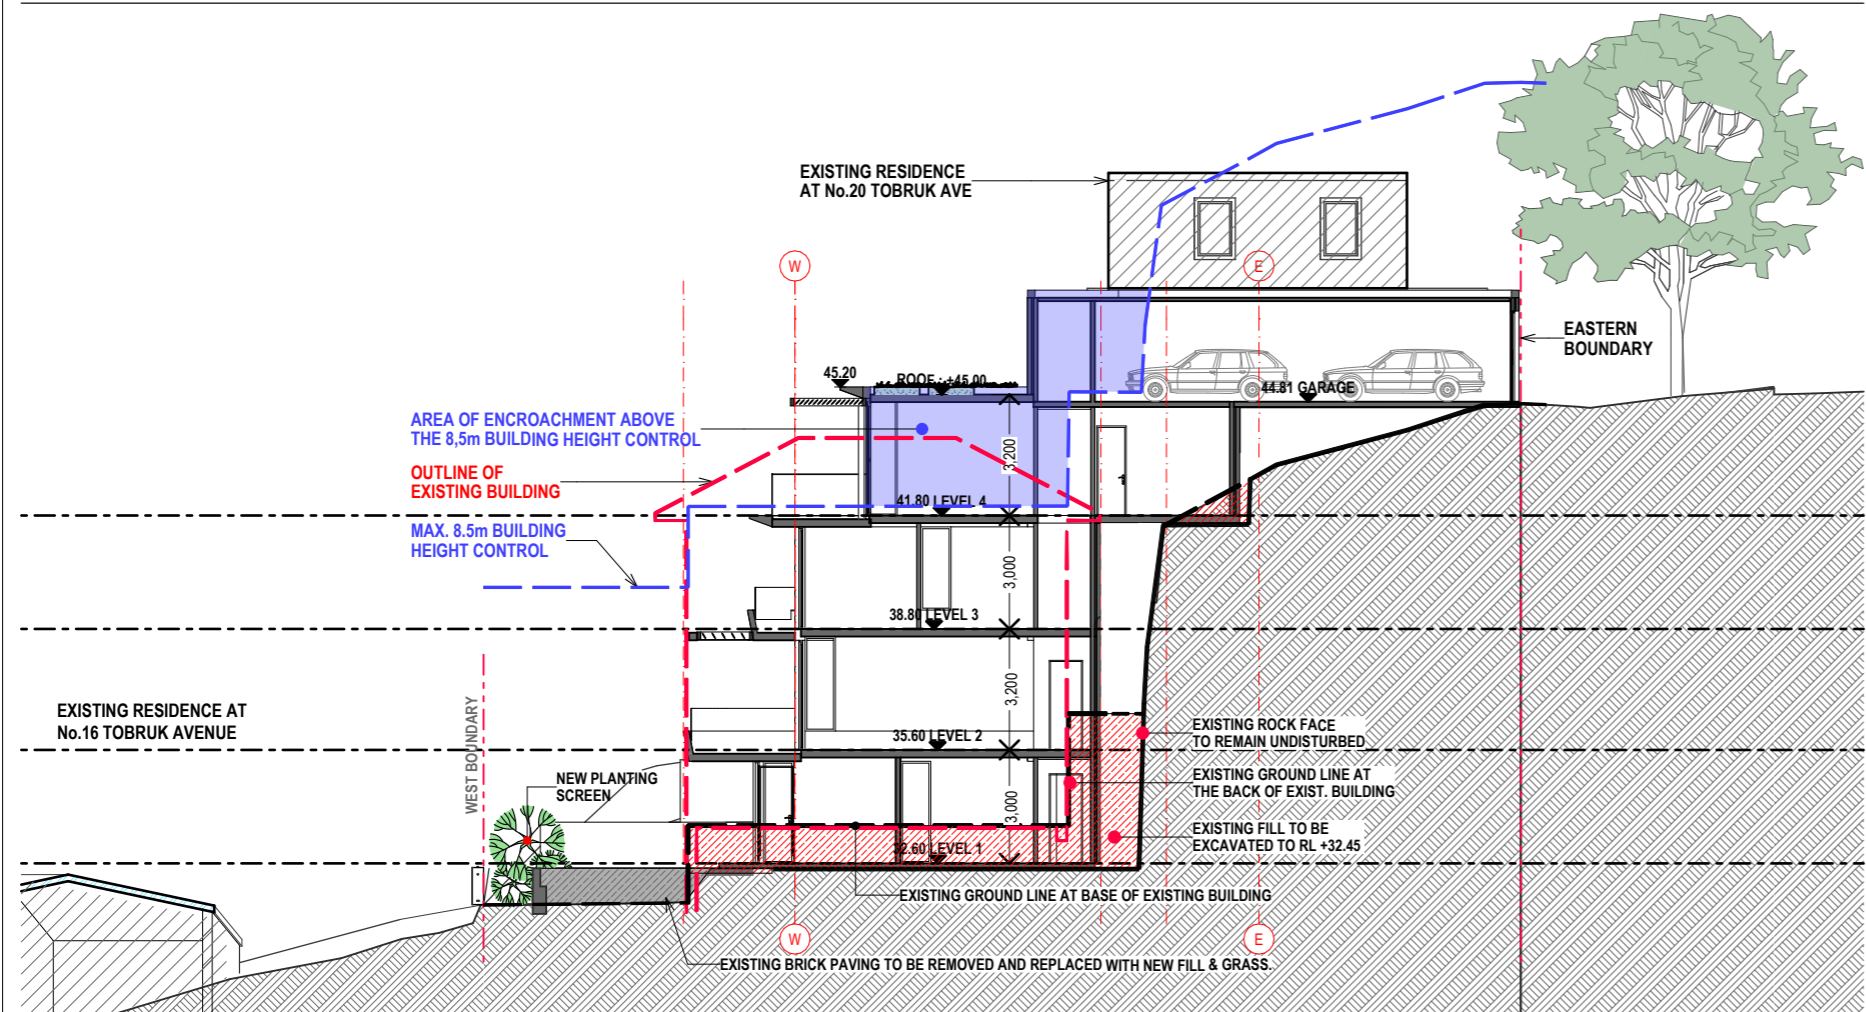 EXISTING RESIDENCE
AT No.20 TOBRUK AVE
W
E
EASTERN
BOUNDARY
45.20
ROOF : +45.00
44.81 GARAGE
AREA OF ENCROACHMENT ABOVE
THE 8,5m BUILDING HEIGHT CONTROL
3,200
OUTLINE OF
EXISTING BUILDING
41.80 LEVEL 4
MAX. 8.5m BUILDING
HEIGHT CONTROL
3,000
38.80 LEVEL 3
3,200
EXISTING RESIDENCE AT
No.16 TOBRUK AVENUE
WEST BOUNDARY
35.60 LEVEL 2
EXISTING ROCK FACE
TO REMAIN UNDISTURBED
NEW PLANTING
SCREEN
EXISTING GROUND LINE AT
THE BACK OF EXIST. BUILDING
3,000
EXISTING FILL TO BE
EXCAVATED TO RL +32.45
32.60 LEVEL 1
EXISTING GROUND LINE AT BASE OF EXISTING BUILDING
W
E
EXISTING BRICK PAVING TO BE REMOVED AND REPLACED WITH NEW FILL & GRASS.